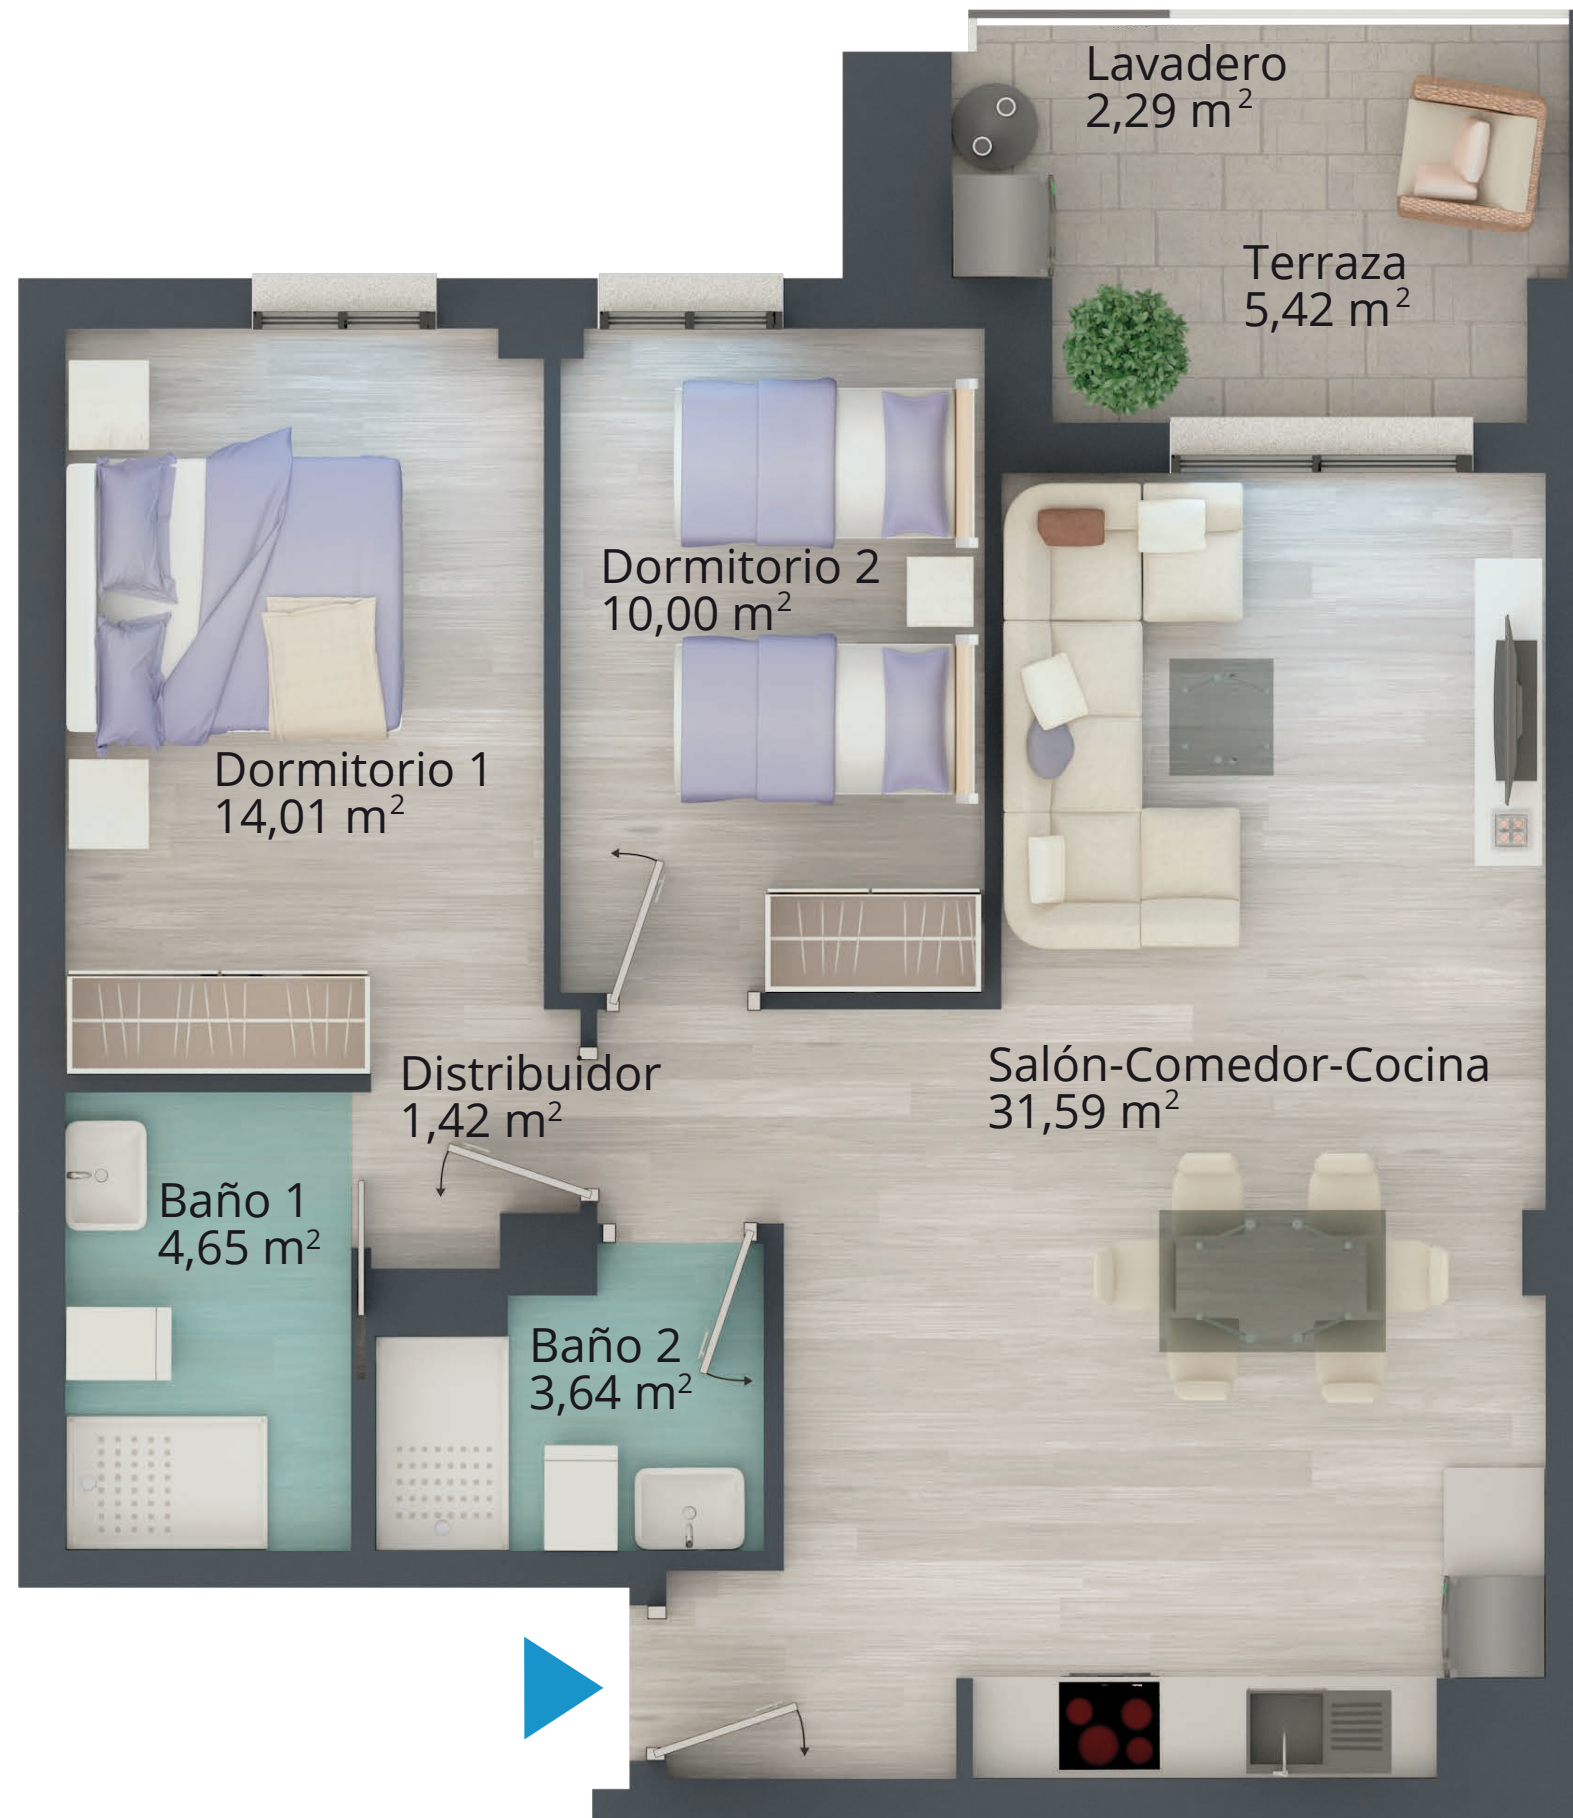 Lavadero
2,29 m²
Terraza
5,42 m²
Dormitorio 2
10,00 m²
Dormitorio 1
14,01 m²
Distribuidor
1,42 m²
Salón-Comedor-Cocina
31,59 m²
Baño 1
4,65 m²
Baño 2
3,64 m²